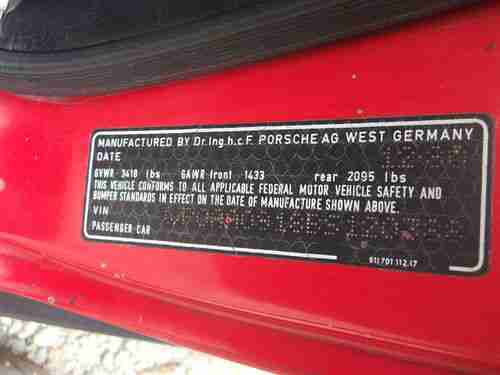 MANUFACTURED BY Dr.Ing.h.c.F. PORSCHE AG WEST GERMANY
DATE
GVWR 3418 lbs GAWR front 1433 rear 2095 lbs
THIS VEHICLE CONFORMS TO ALL APPLICABLE FEDERAL MOTOR VEHICLE SAFETY AND
BUMPER STANDARDS IN EFFECT ON THE DATE OF MANUFACTURE SHOWN ABOVE.
VIN
PASSENGER CAR
911 701 112.17